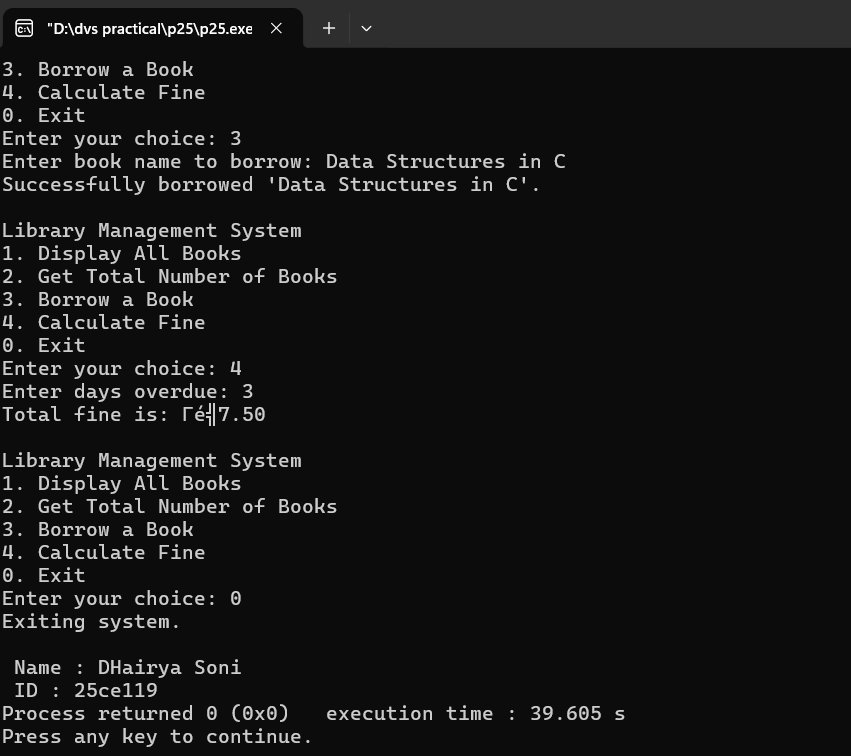 "D:\dvs practical\p25\p25.exe
3. Borrow a Book
4. Calculate Fine
0. Exit
Enter your choice: 3
Enter book name to borrow: Data Structures in C
Successfully borrowed 'Data Structures in C'.
Library Management System
1. Display All Books
2. Get Total Number of Books
3. Borrow a Book
4. Calculate Fine
0. Exit
Enter your choice: 4
Enter days overdue: 3
Total fine is: Γé╣7.50
Library Management System
1. Display All Books
2. Get Total Number of Books
3. Borrow a Book
4. Calculate Fine
0. Exit
Enter your choice: 0
Exiting system.
Name : DHairya Soni
ID : 25ce119
Process returned 0 (0x0)   execution time : 39.605 s
Press any key to continue.